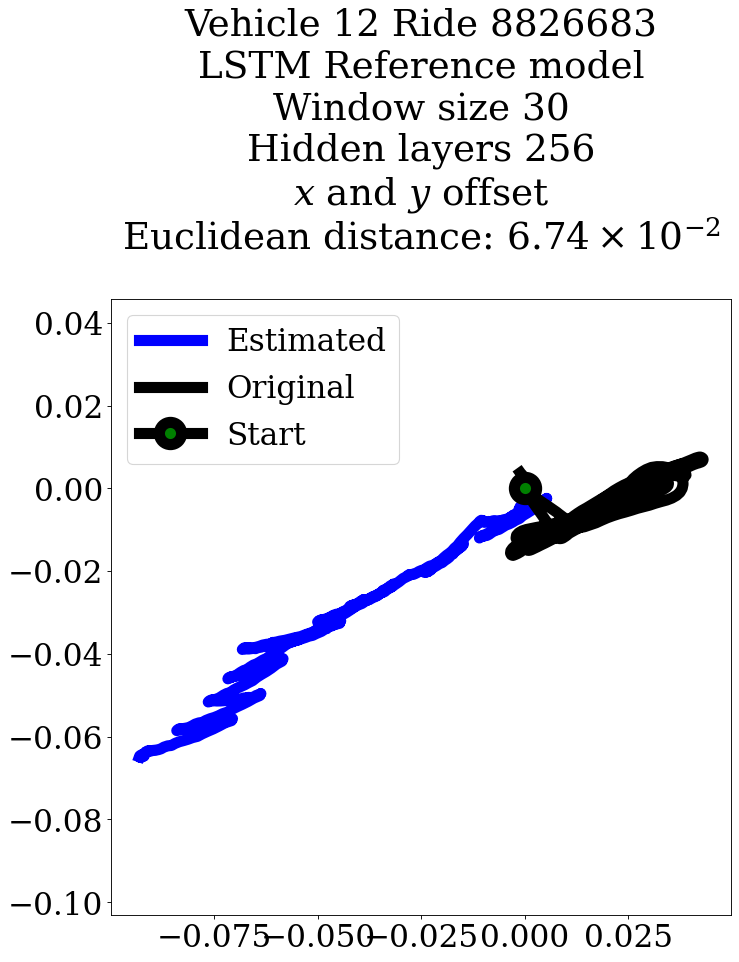 Vehicle 12 Ride 8826683
LSTM Reference model
Window size 30
Hidden layers 256
x and y offset
Euclidean distance: 6.74 × 10⁻²
Estimated
Original
Start
0.04
0.02
0.00
−0.02
−0.04
−0.06
−0.08
−0.10
−0.075 −0.050 −0.025 0.000 0.025